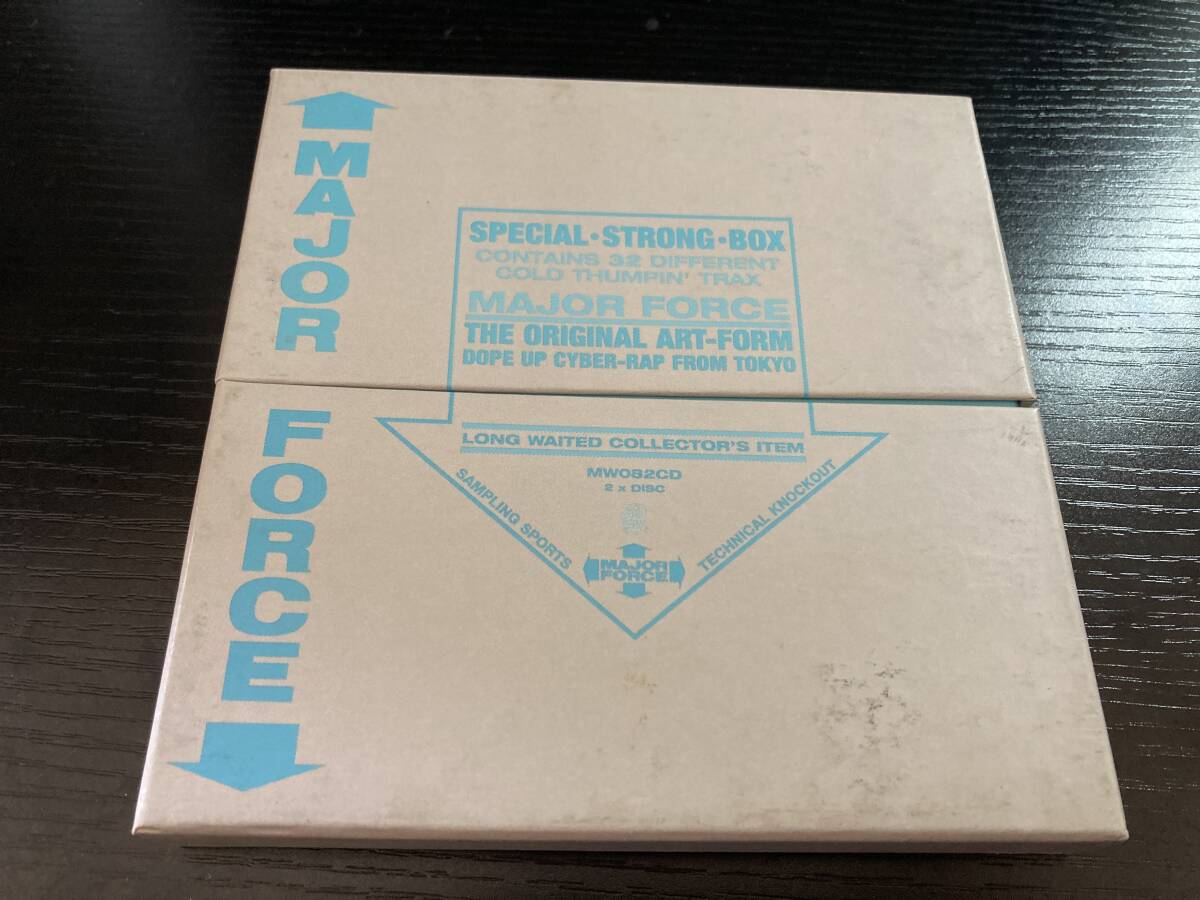 MAJOR
FORCE
SPECIAL·STRONG·BOX
CONTAINS 32 DIFFERENT
COLD THUMPIN' TRAX
MAJOR FORCE
THE ORIGINAL ART-FORM
DOPE UP CYBER-RAP FROM TOKYO
LONG WAITED COLLECTOR'S ITEM
MW082CD
2 x DISC
SAMPLING SPORTS
TECHNICAL KNOCKOUT
MAJOR
FORCE